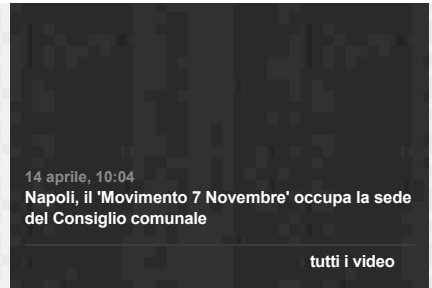 14 aprile, 10:04
Napoli, il 'Movimento 7 Novembre' occupa la sede
del Consiglio comunale
tutti i video